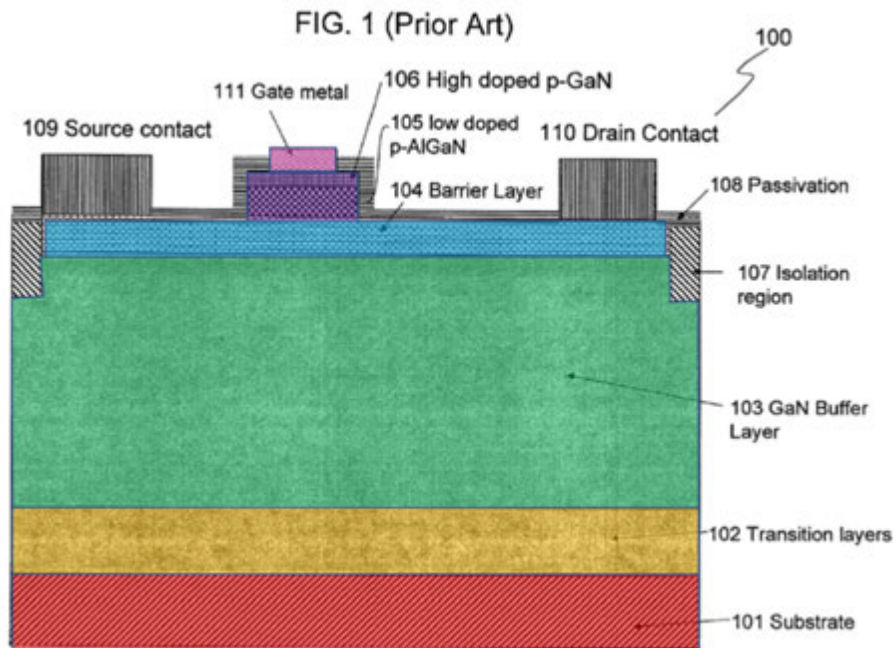 FIG. 1 (Prior Art)
100
106 High doped p-GaN
111 Gate metal
109 Source contact
105 low doped
p-AlGaN
110 Drain Contact
104 Barrier Layer
108 Passivation
107 Isolation
region
103 GaN Buffer
Layer
102 Transition layers
101 Substrate